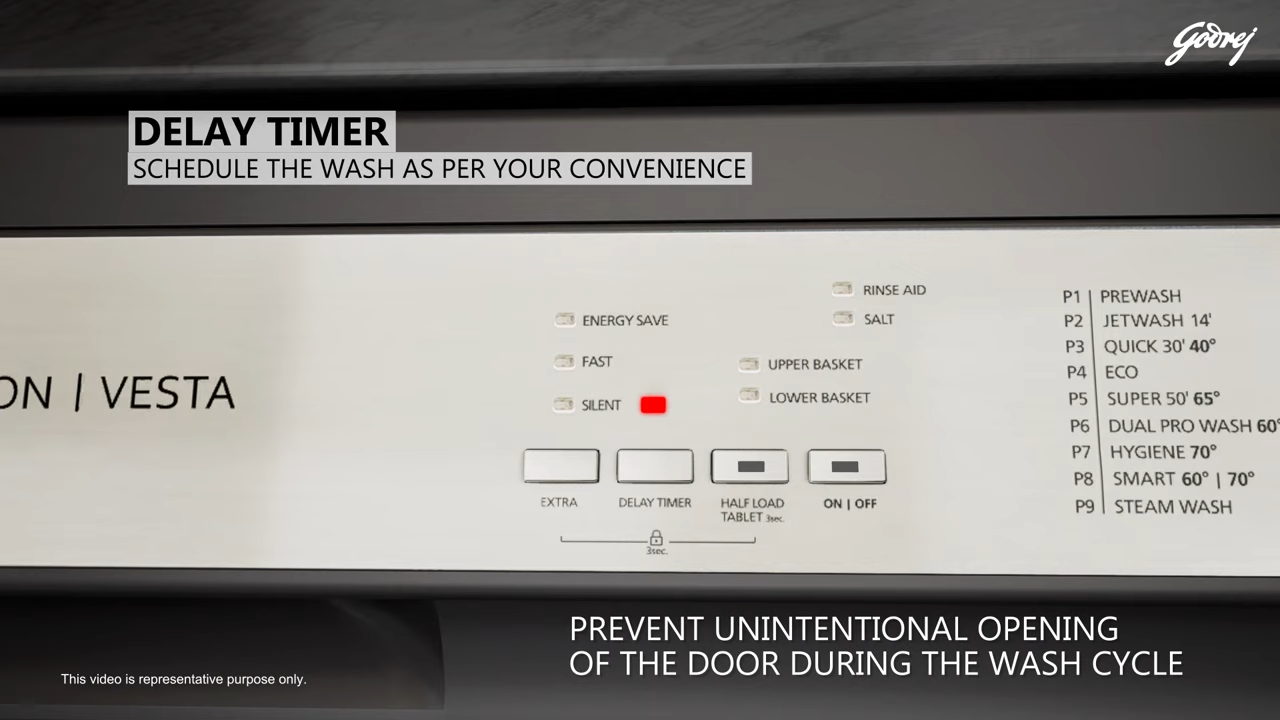 Godrej
DELAY TIMER
SCHEDULE THE WASH AS PER YOUR CONVENIENCE
ON | VESTA
ENERGY SAVE
FAST
SILENT
RINSE AID
SALT
UPPER BASKET
LOWER BASKET
EXTRA
DELAY TIMER
HALF LOAD
TABLET 3sec.
ON | OFF
3sec.
P1 | PREWASH
P2 | JETWASH 14'
P3 | QUICK 30' 40°
P4 | ECO
P5 | SUPER 50' 65°
P6 | DUAL PRO WASH 60°
P7 | HYGIENE 70°
P8 | SMART 60° | 70°
P9 | STEAM WASH
PREVENT UNINTENTIONAL OPENING
OF THE DOOR DURING THE WASH CYCLE
This video is representative purpose only.